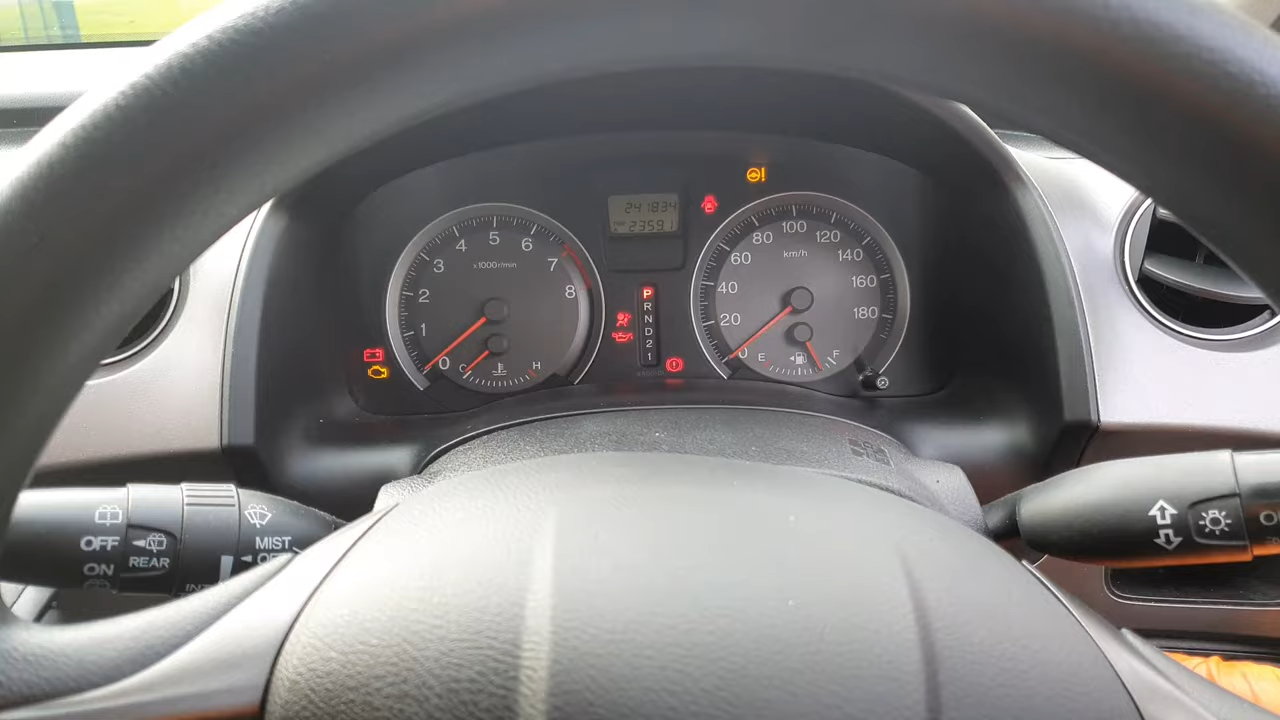 241834
2359.1
0 1 2 3 4 5 6 7 8
x1000r/min
C H
P
R
N
D
2
1
0 20 40 60 80 100 120 140 160 180
km/h
E F
OFF
ON
REAR
MIST